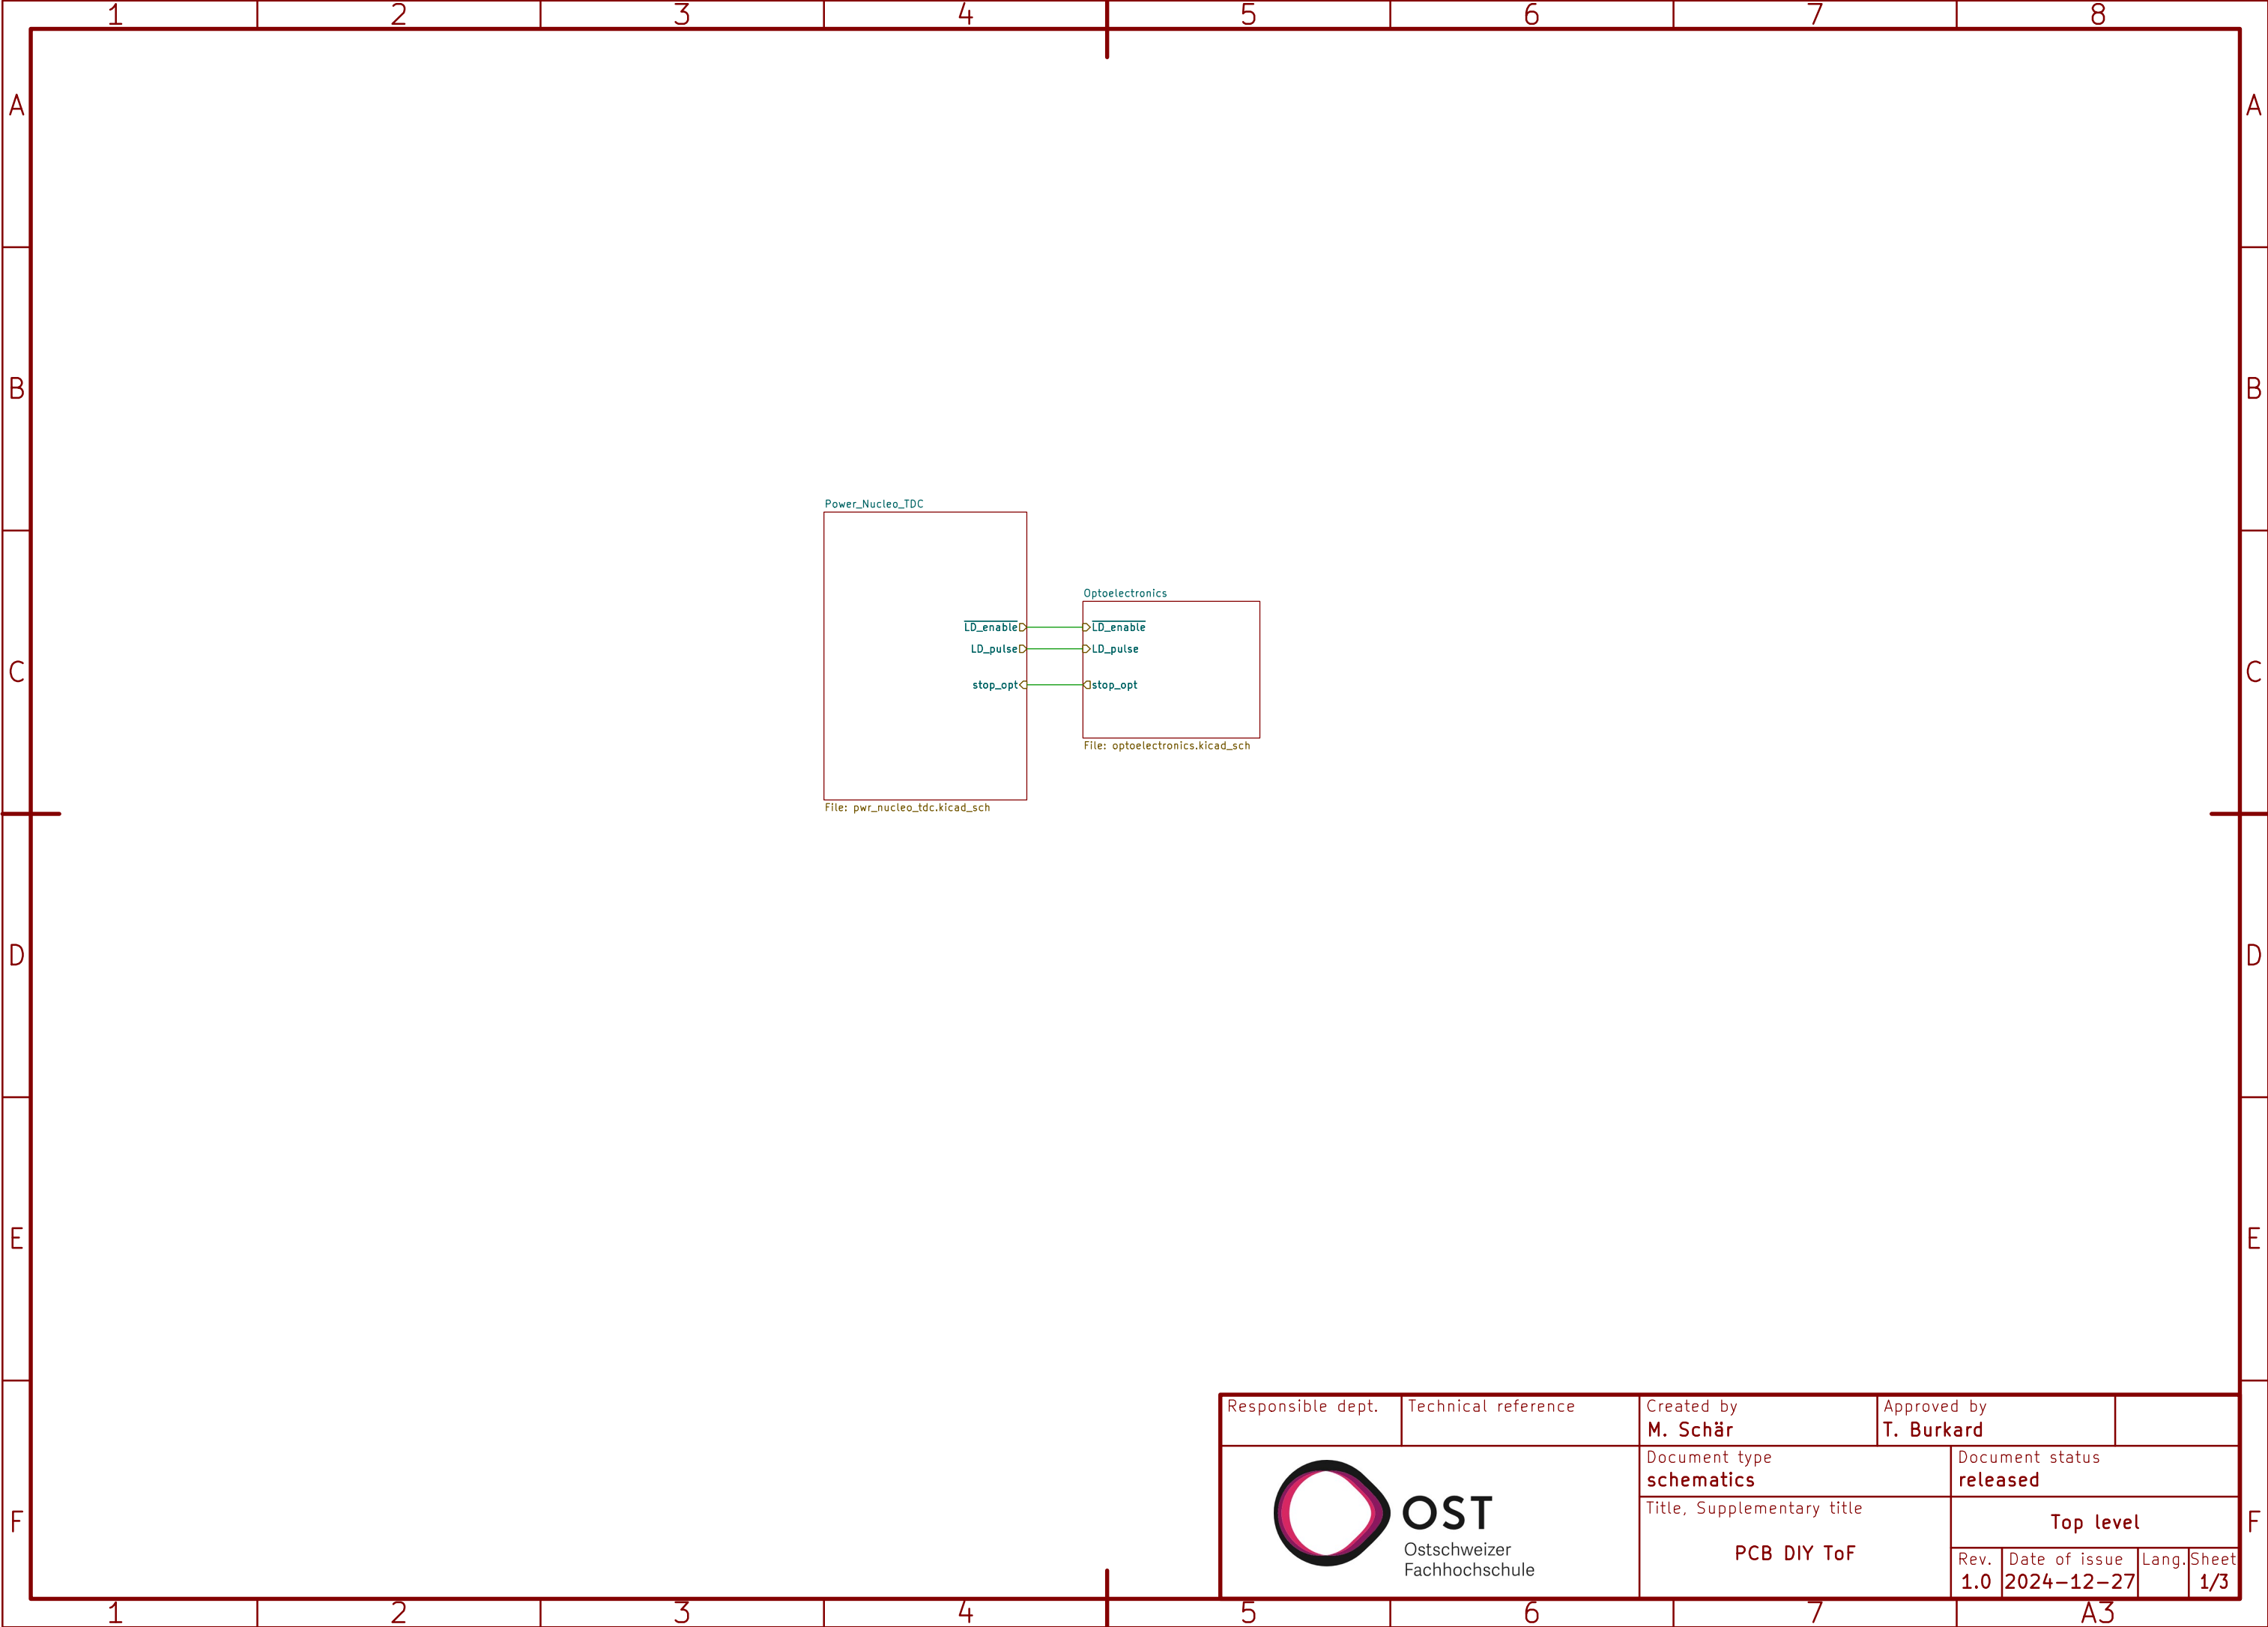 1 2 3 4 5 6 7 8
A A
B B
Power_Nucleo_TDC
Optoelectronics
LD_enable LD_enable
LD_pulse LD_pulse
C C
stop_opt stop_opt
File: optoelectronics.kicad_sch
File: pwr_nucleo_tdc.kicad_sch
D D
E E
Responsible dept. Technical reference Created by Approved by
M. Schär T. Burkard
Document type Document status
schematics released
Title, Supplementary title
F OST Top level F
Ostschweizer
PCB DIY ToF
Fachhochschule
Rev. Date of issue Lang. Sheet
1.0 2024-12-27 1/3
1 2 3 4 5 6 7 A3